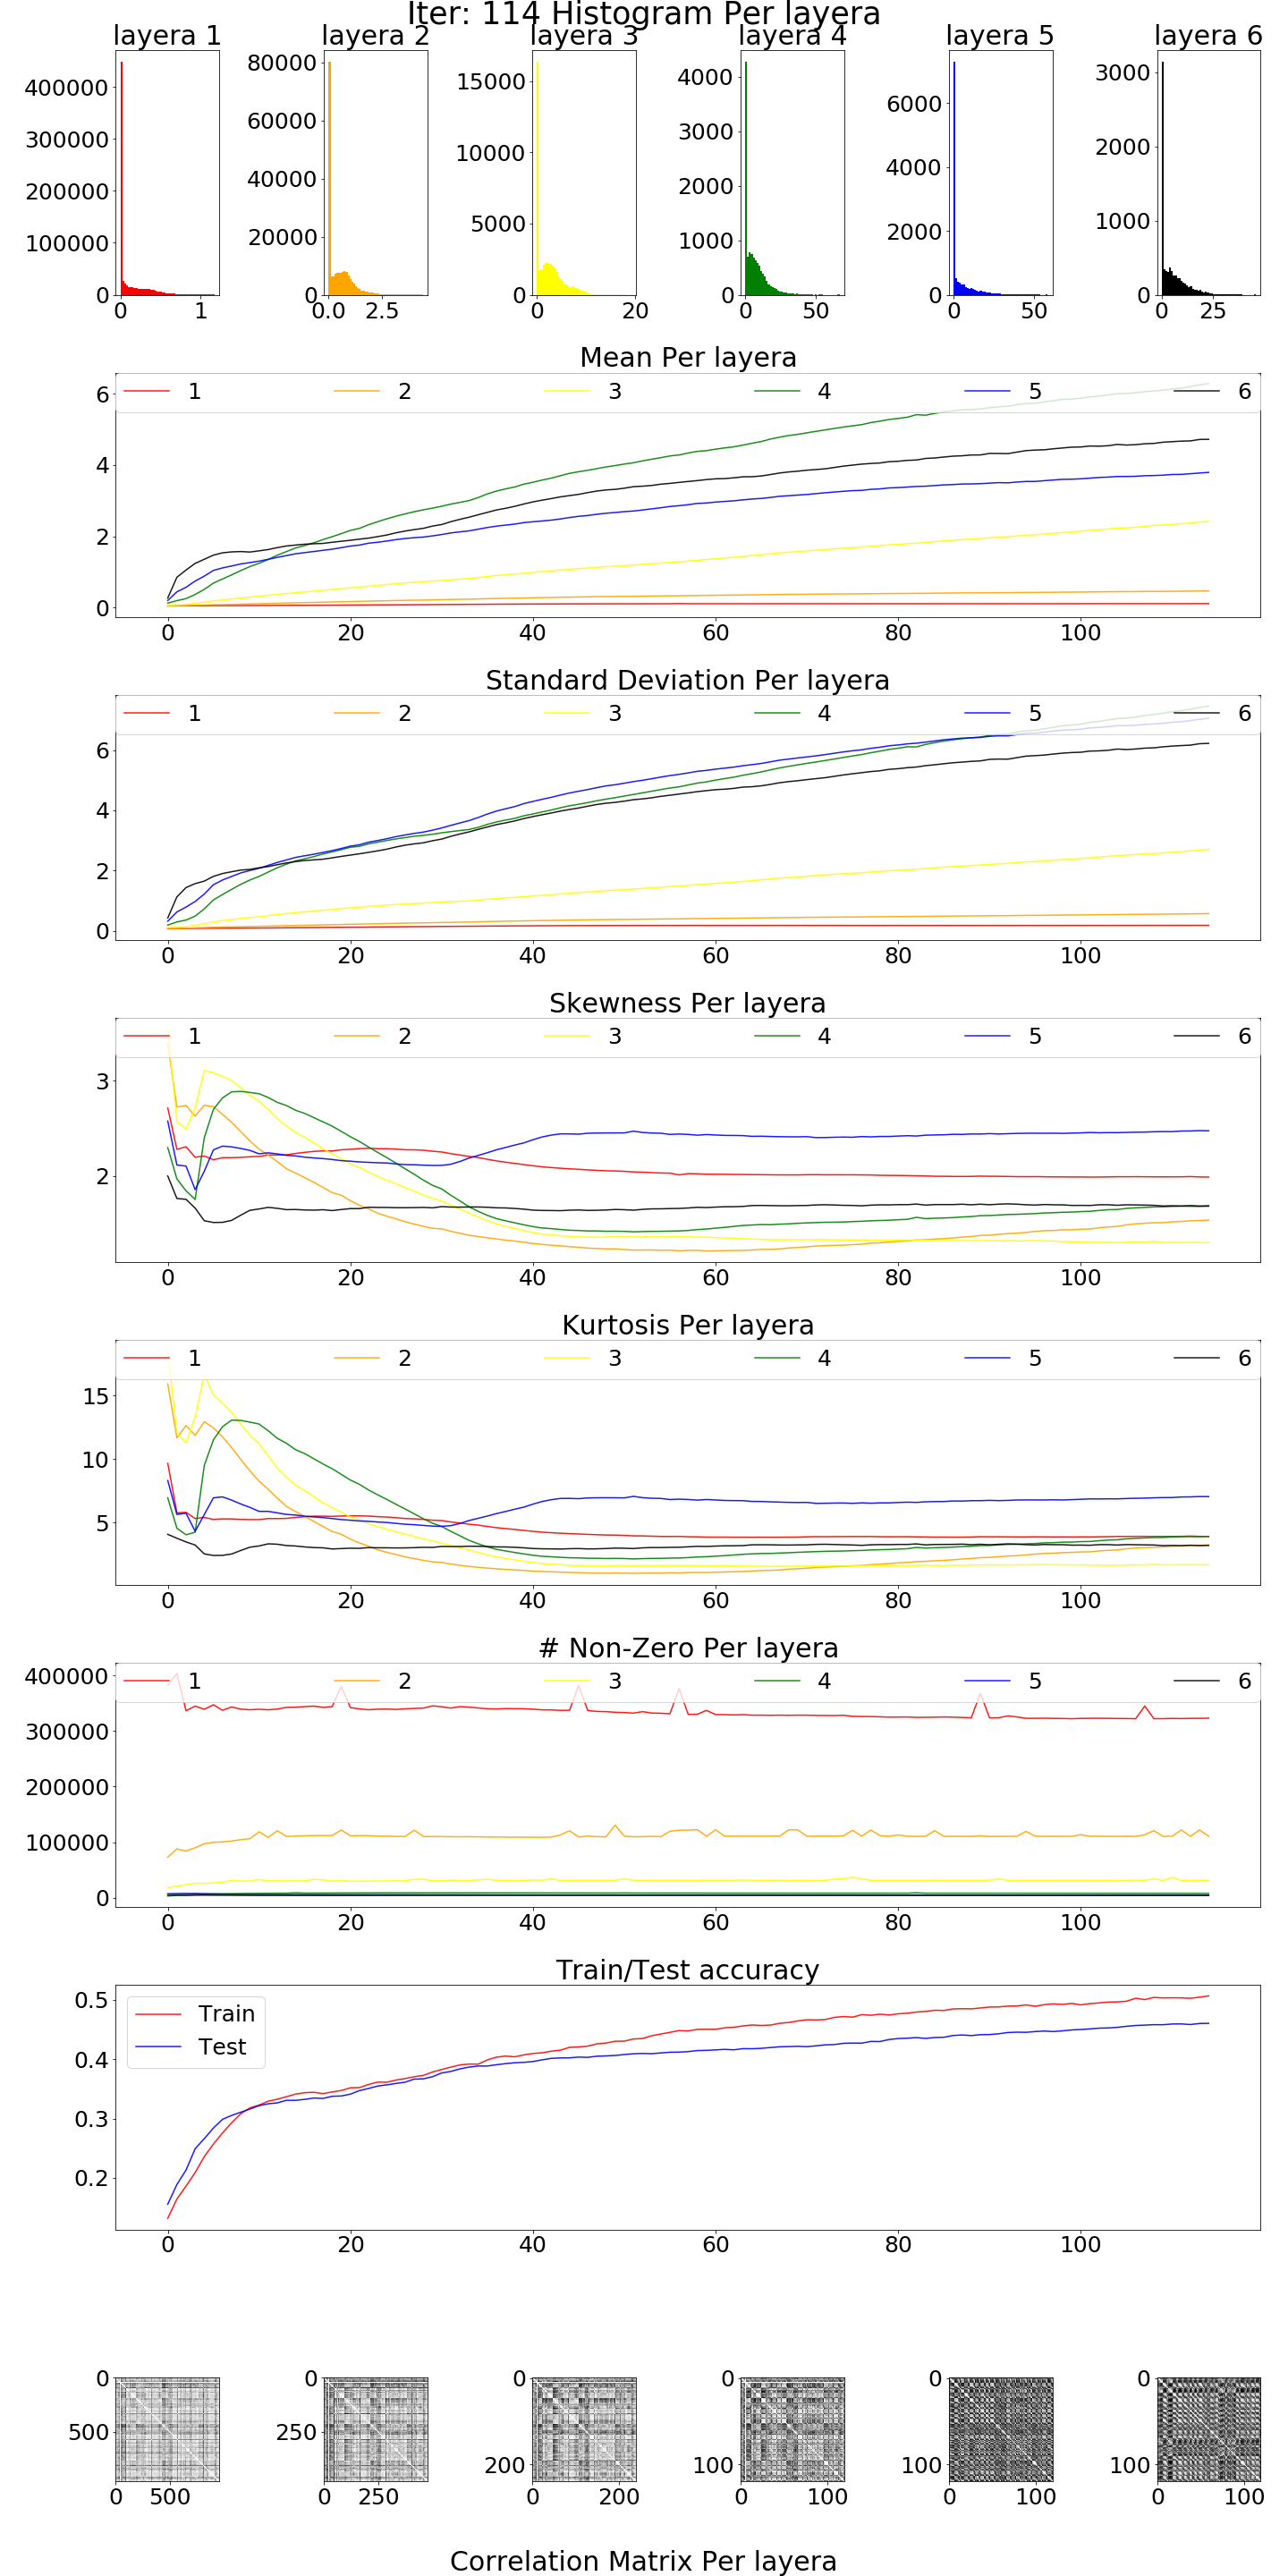 Iter: 114 Histogram Per layera
layera 1 layera 2 layera 3 layera 4 layera 5 layera 6
400000 80000 15000 4000 6000 3000
300000 60000 10000 3000 4000 2000
200000 40000 5000 2000 2000 1000
100000 20000 0 1000 0 0
0 0 0
0 1 0.0 2.5 0 20 0 50 0 50 0 25
Mean Per layera
1 2 3 4 5 6
6
4
2
0
0 20 40 60 80 100
Standard Deviation Per layera
1 2 3 4 5 6
6
4
2
0
0 20 40 60 80 100
Skewness Per layera
1 2 3 4 5 6
3
2
0 20 40 60 80 100
Kurtosis Per layera
1 2 3 4 5 6
15
10
5
0 20 40 60 80 100
# Non-Zero Per layera
1 2 3 4 5 6
400000
300000
200000
100000
0
0 20 40 60 80 100
Train/Test accuracy
Train
Test
0.5
0.4
0.3
0.2
0 20 40 60 80 100
0 0 0 0 0 0
500 250 200 100 100 100
0 500 0 250 0 200 0 100 0 100 0 100
Correlation Matrix Per layera